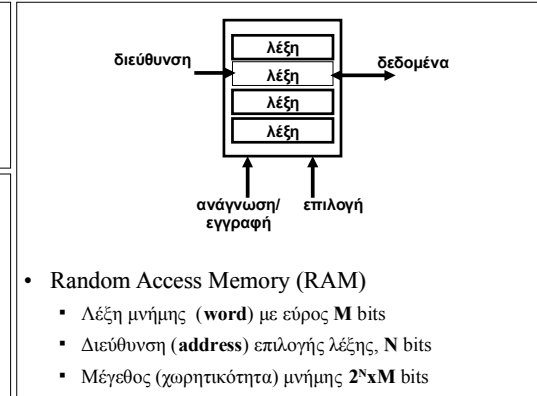 λέξη
διεύθυνση
δεδομένα
λέξη
λέξη
λέξη
ανάγνωση/ επιλογή
εγγραφή
• Random Access Memory (RAM)
▪ Λέξη μνήμης (word) με εύρος M bits
▪ Διεύθυνση (address) επιλογής λέξης, N bits
▪ Μέγεθος (χωρητικότητα) μνήμης 2ᴺxM bits